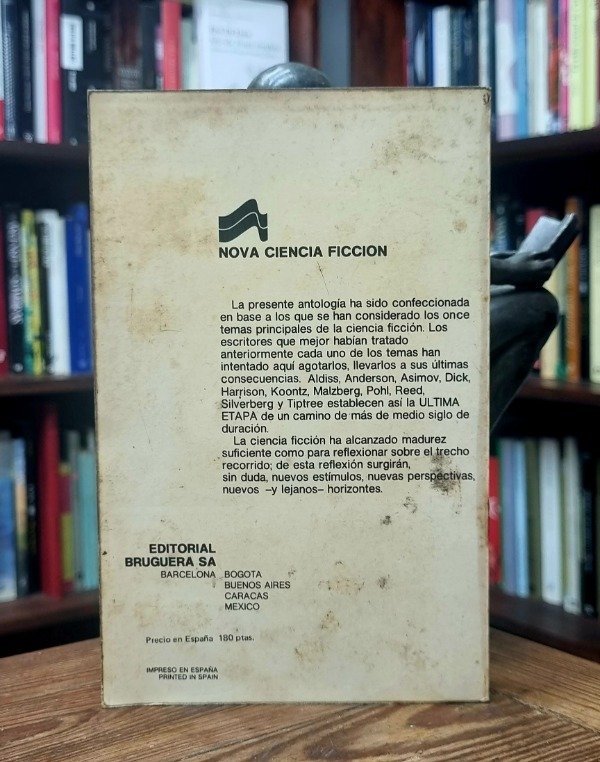 NOVA CIENCIA FICCION
La presente antología ha sido confeccionada
en base a los que se han considerado los once
temas principales de la ciencia ficción. Los
escritores que mejor habían tratado
anteriormente cada uno de los temas han
intentado aquí agotarlos, llevarlos a sus últimas
consecuencias. Aldiss, Anderson, Asimov, Dick,
Harrison, Koontz, Malzberg, Pohl, Reed,
Silverberg y Tiptree establecen así la ULTIMA
ETAPA de un camino de más de medio siglo de
duración.
La ciencia ficción ha alcanzado madurez
suficiente como para reflexionar sobre el trecho
recorrido; de esta reflexión surgirán,
sin duda, nuevos estímulos, nuevas perspectivas,
nuevos -y lejanos- horizontes.
EDITORIAL
BRUGUERA SA
BARCELONA BOGOTA
BUENOS AIRES
CARACAS
MEXICO
Precio en España 180 ptas.
IMPRESO EN ESPAÑA
PRINTED IN SPAIN